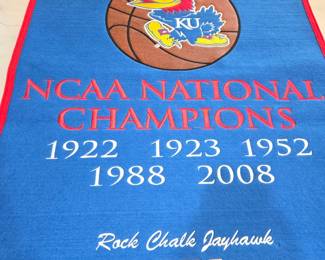 KU
NCAA NATIONAL
CHAMPIONS
1922 1923 1952
1988 2008
Rock Chalk Jayhawk